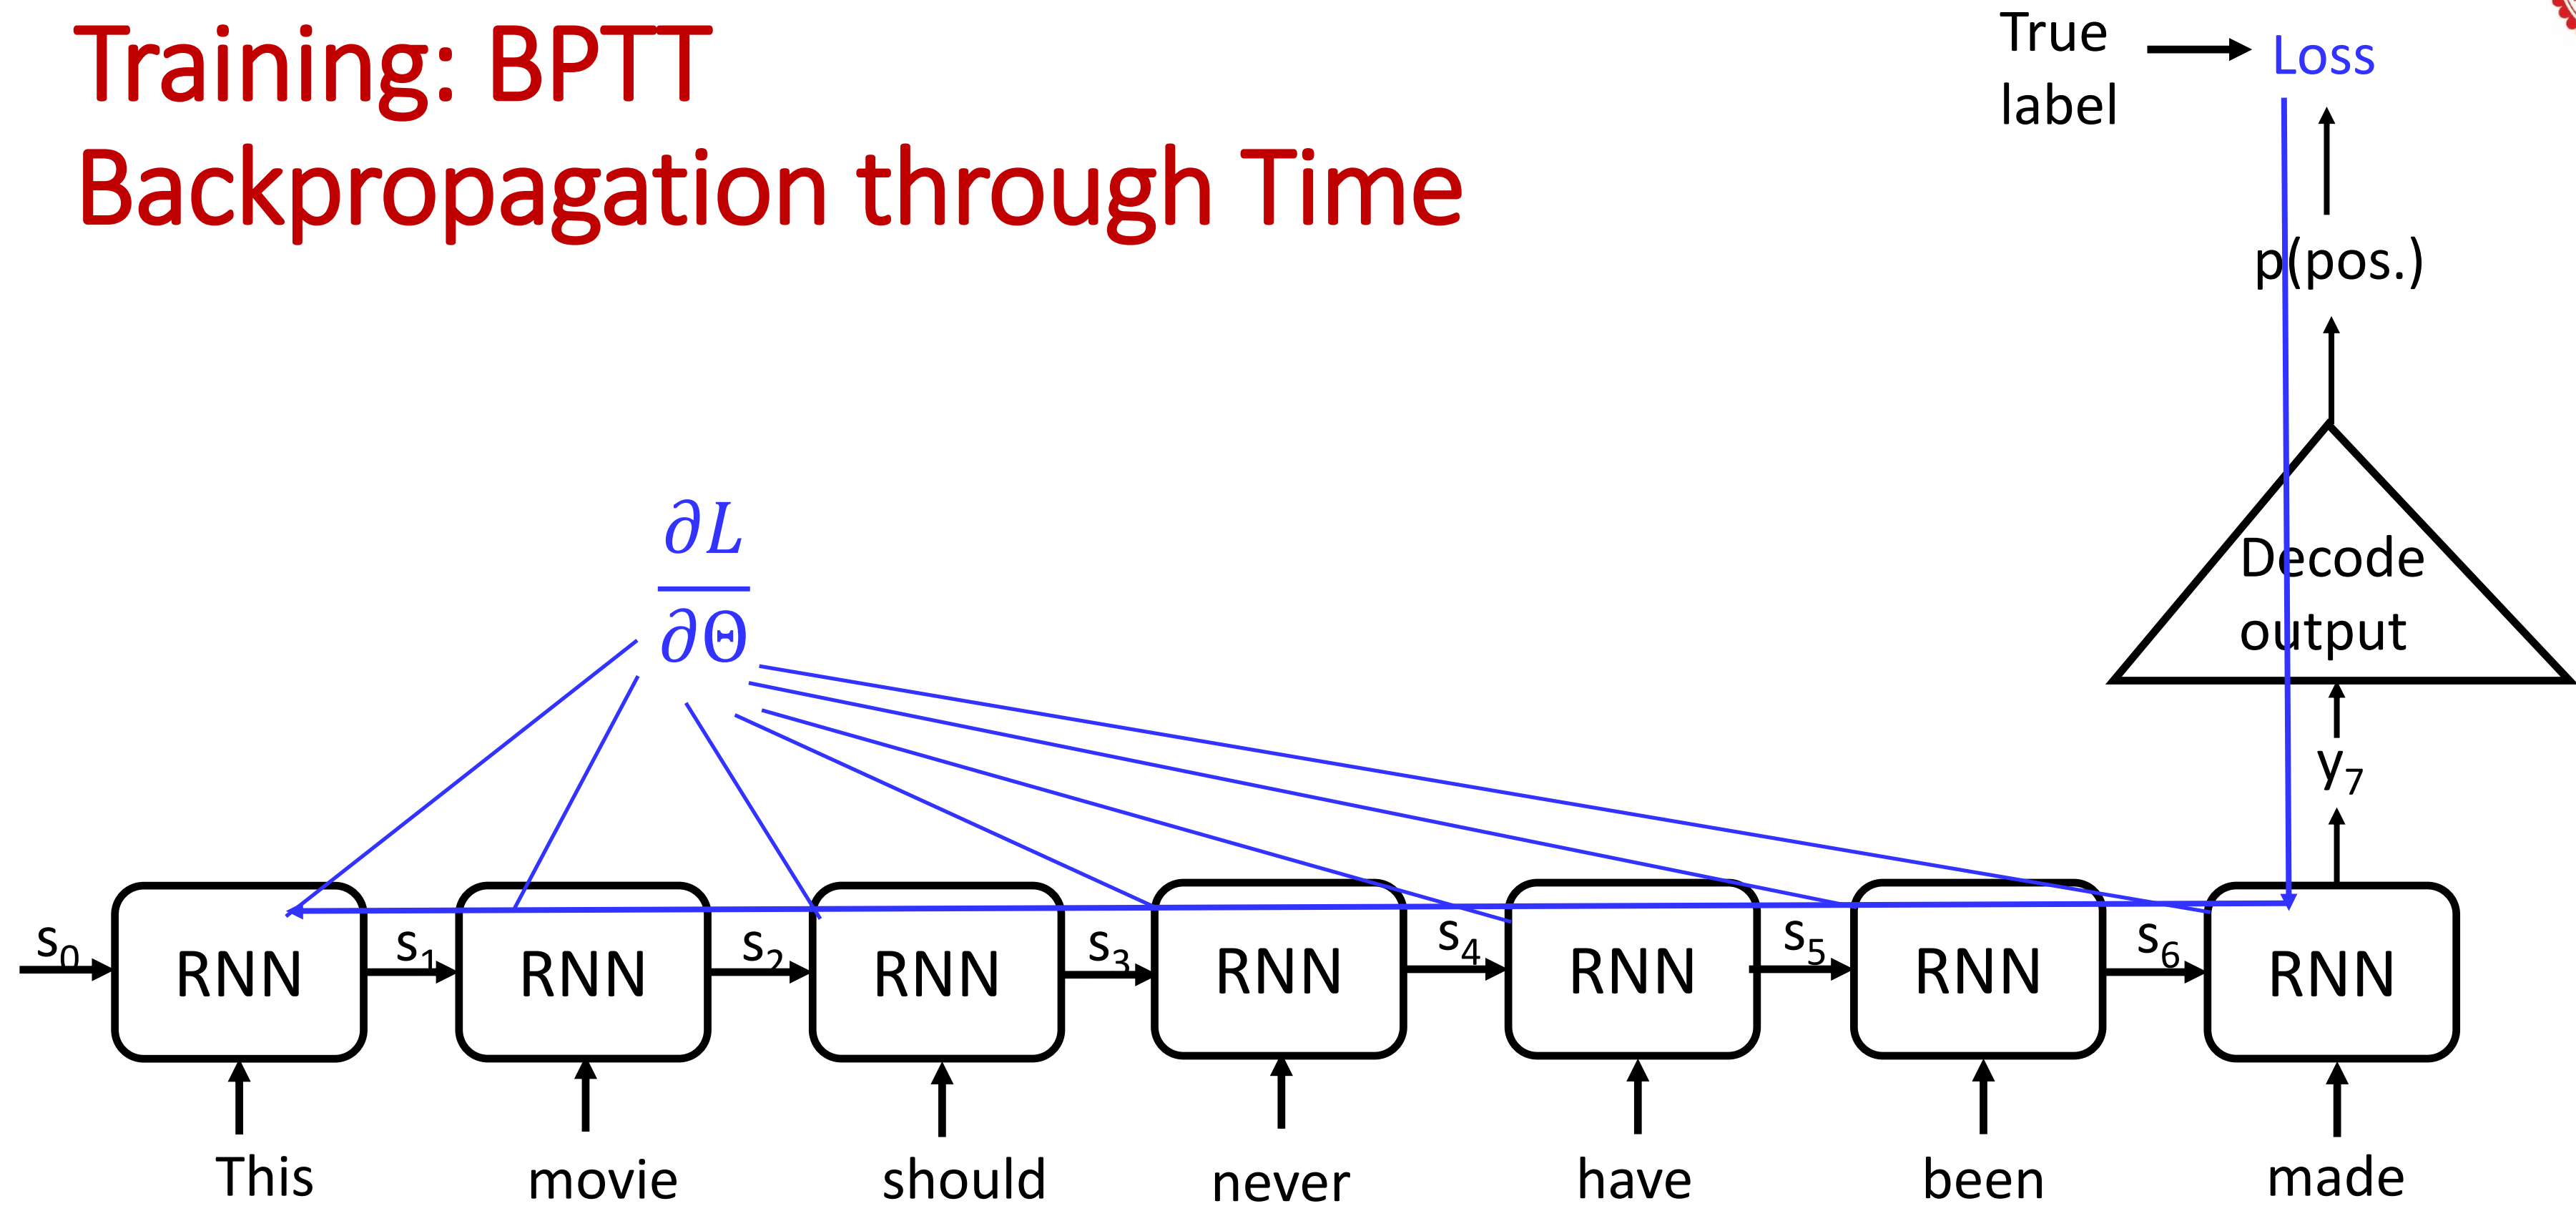 Training: BPTT
Backpropagation through Time
True
label
Loss
p(pos.)
Decode
output
y7
∂L
∂Θ
s0
s1
s2
s3
s4
s5
s6
RNN
RNN
RNN
RNN
RNN
RNN
RNN
This
movie
should
never
have
been
made